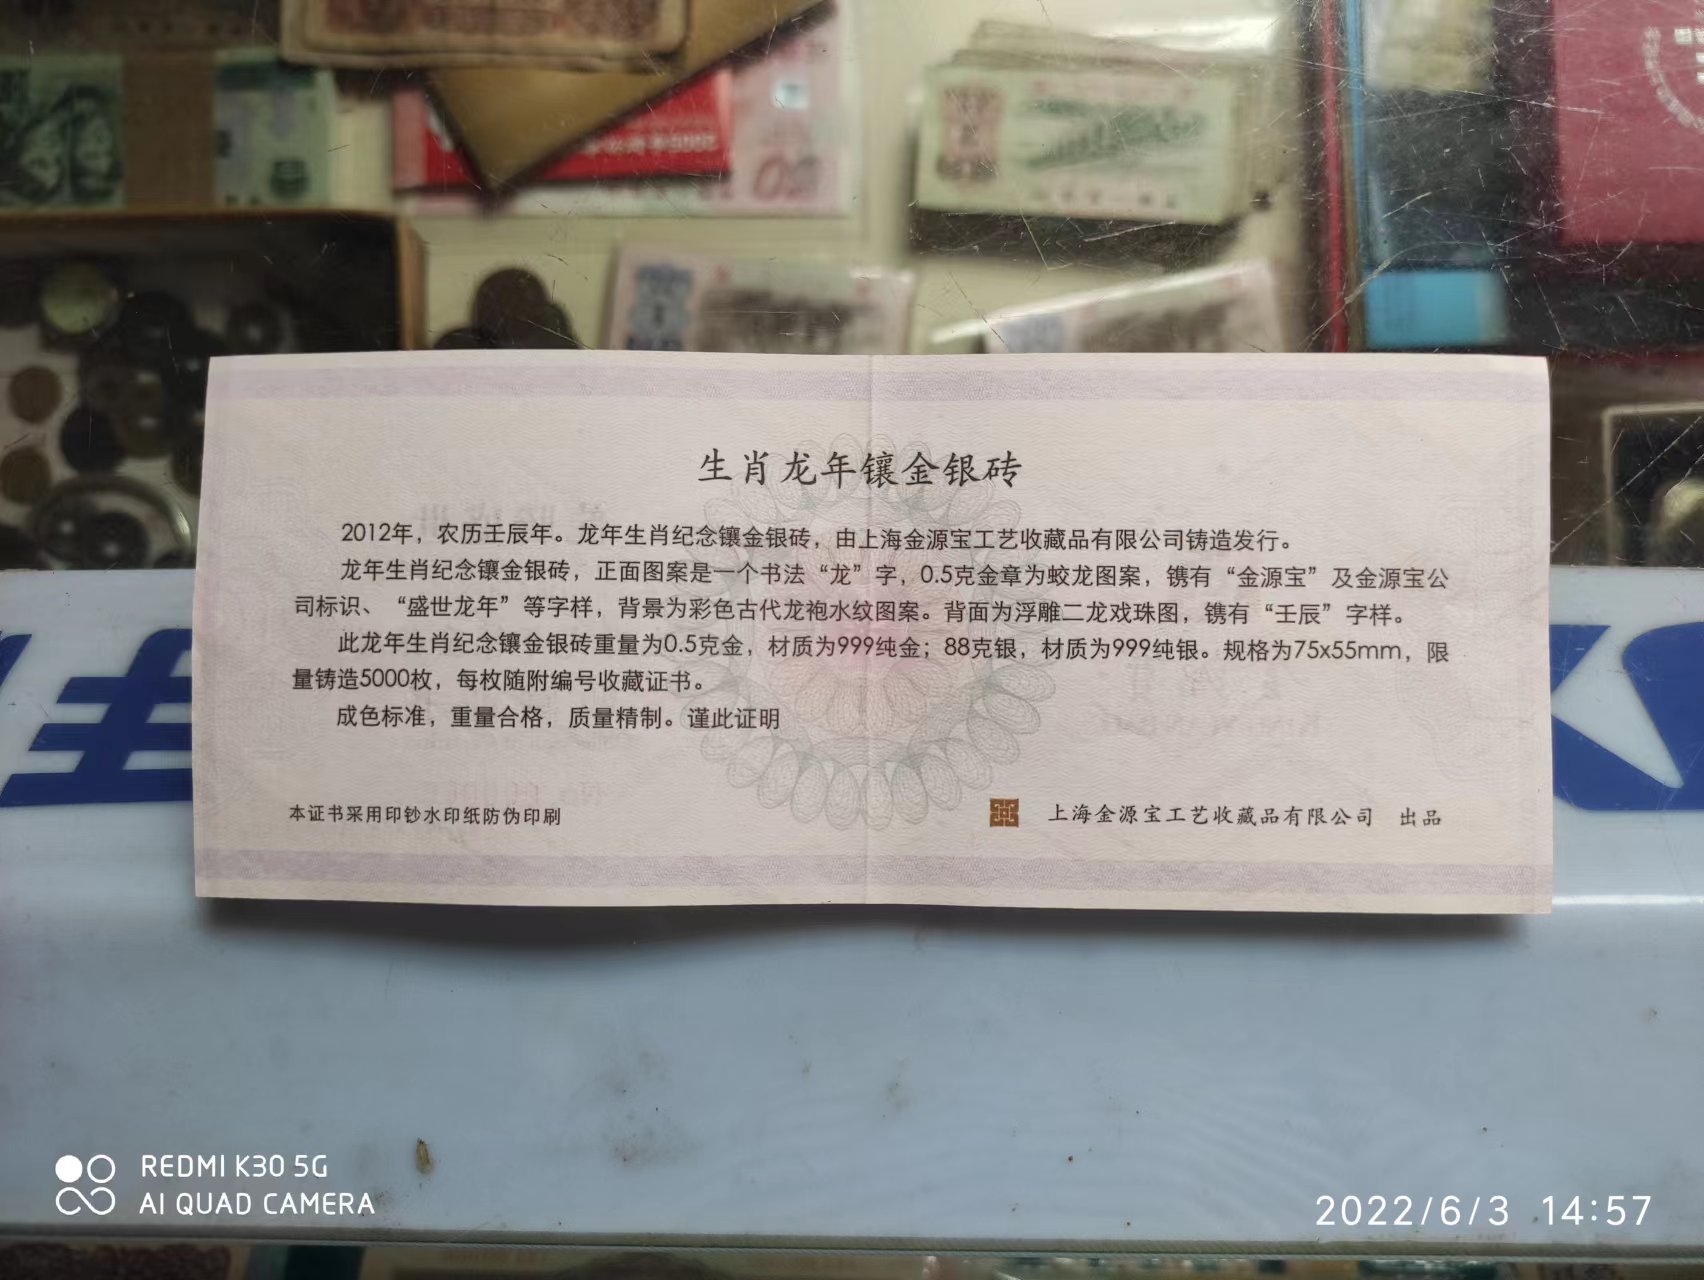 生肖龙年镶金银砖
2012年，农历壬辰年。龙年生肖纪念镶金银砖，由上海金源宝工艺收藏品有限公司铸造发行。
龙年生肖纪念镶金银砖，正面图案是一个书法“龙”字，0.5克金章为蛟龙图案，镌有“金源宝”及金源宝公
司标识、“盛世龙年”等字样，背景为彩色古代龙袍水纹图案。背面为浮雕二龙戏珠图，镌有“壬辰”字样。
此龙年生肖纪念镶金银砖重量为0.5克金，材质为999纯金；88克银，材质为999纯银。规格为75x55mm，限
量铸造5000枚，每枚随附编号收藏证书。
成色标准，重量合格，质量精制。谨此证明
本证书采用印钞水印纸防伪印刷
上海金源宝工艺收藏品有限公司 出品
REDMI K30 5G
AI QUAD CAMERA
2022/6/3 14:57